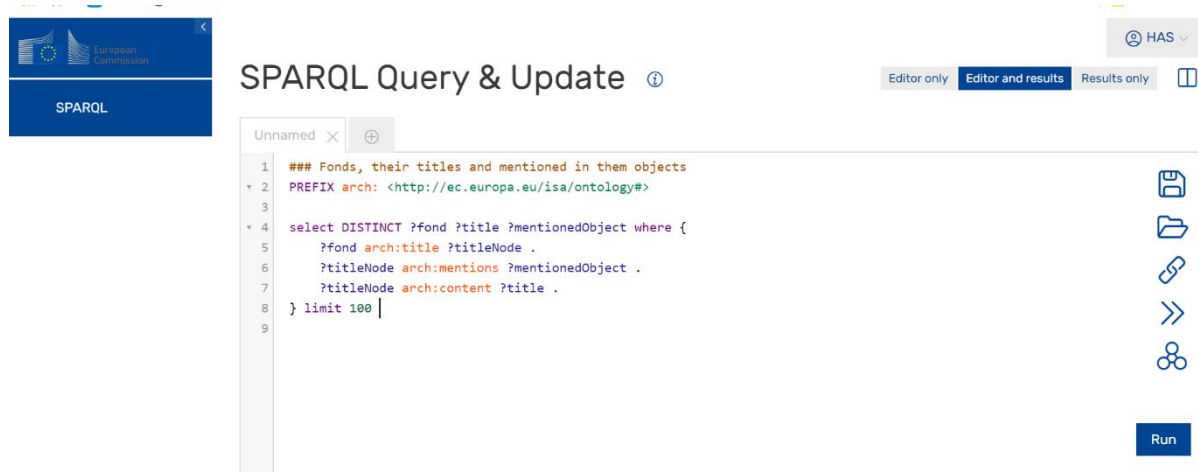 European
Commission
HAS
SPARQL Query & Update
Editor only
Editor and results
Results only
SPARQL
Unnamed
1 ### Fonds, their titles and mentioned in them objects
2 PREFIX arch: <http://ec.europa.eu/isa/ontology#>
3
4 select DISTINCT ?fond ?title ?mentionedObject where {
5 ?fond arch:title ?titleNode .
6 ?titleNode arch:mentions ?mentionedObject .
7 ?titleNode arch:content ?title .
8 } limit 100
9
Run